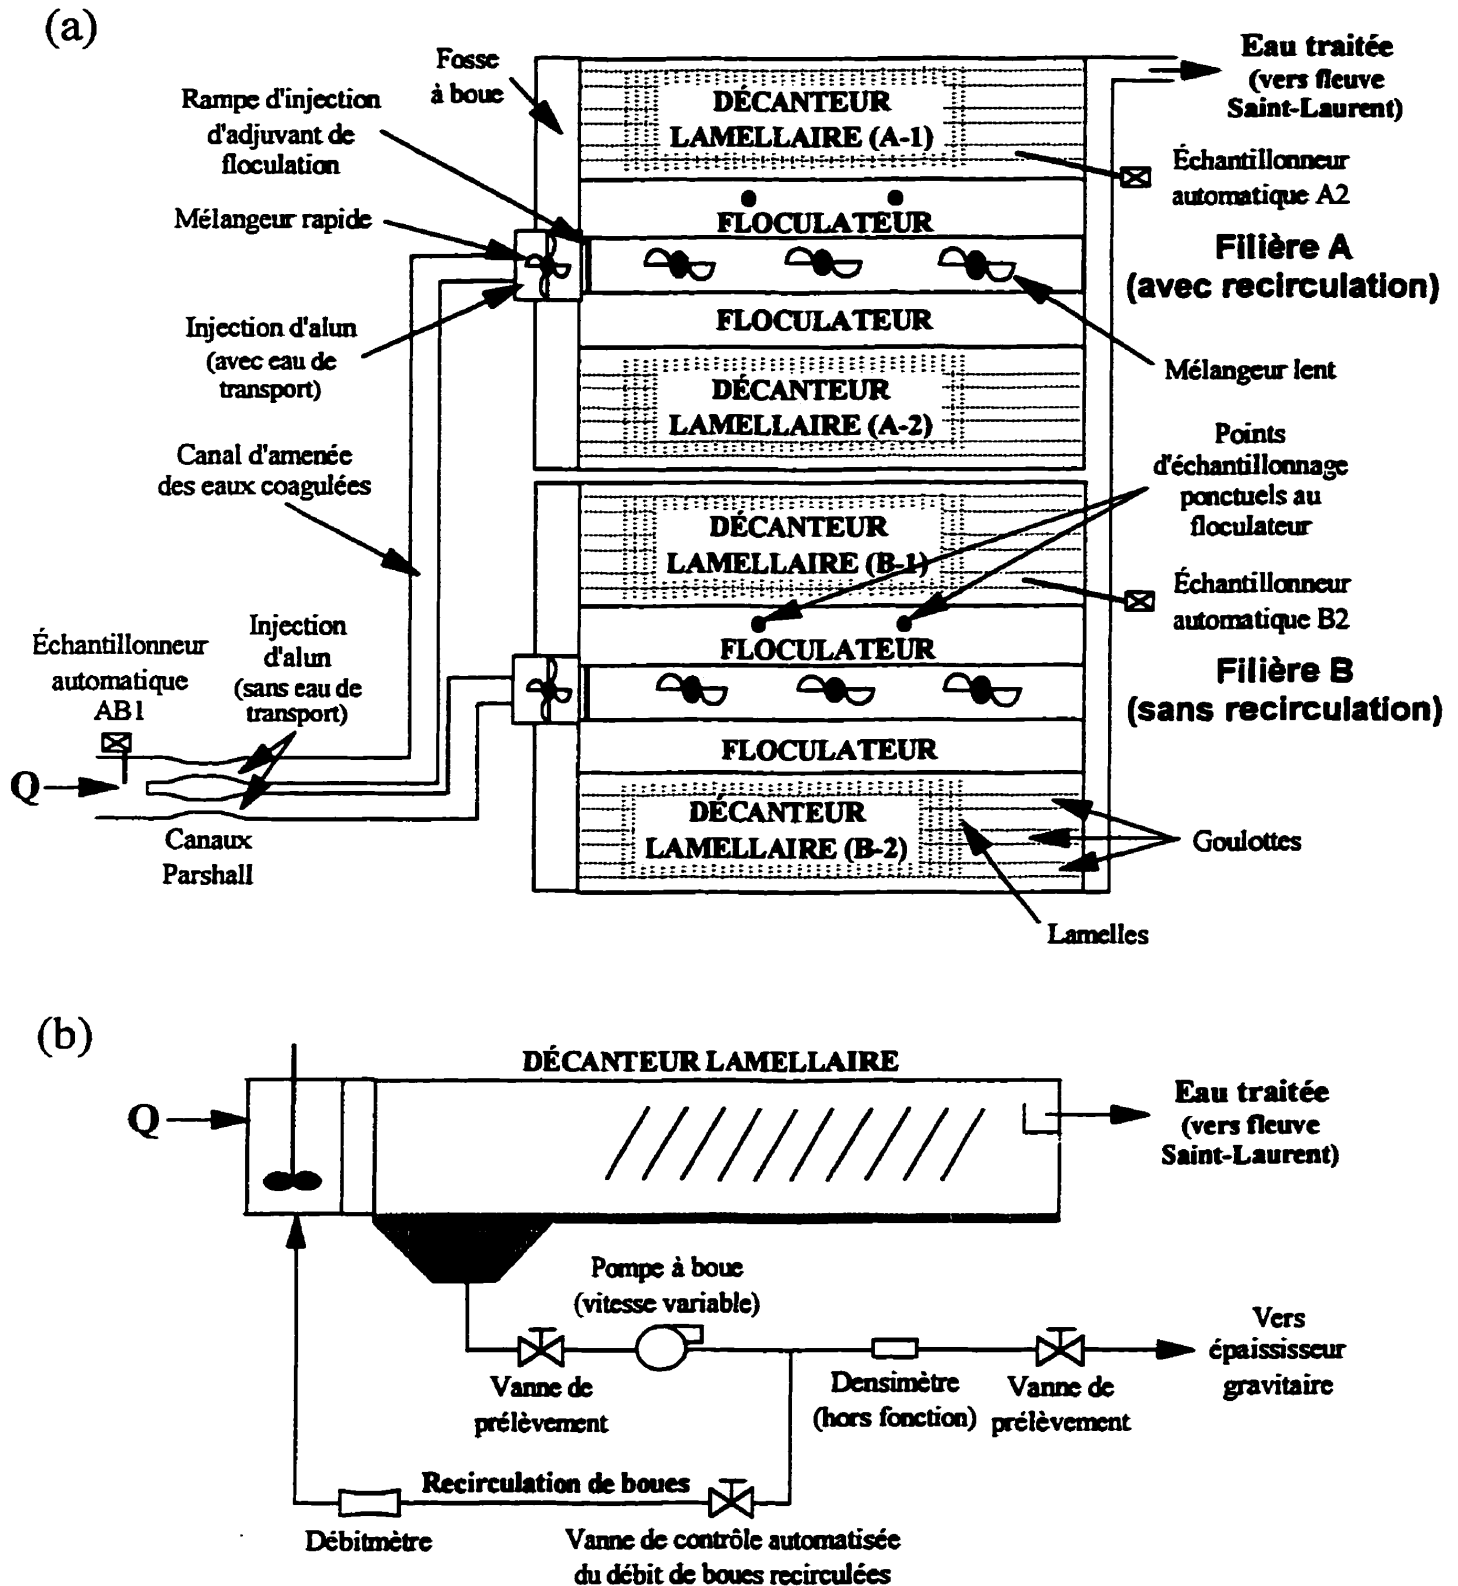 (a)
Fosse
à boue
Rampe d'injection
d'adjuvant de
floculation
Mélangeur rapide
Injection d'alun
(avec eau de
transport)
Canal d'amenée
des eaux coagulées
Échantillonneur
automatique
AB1
Injection
d'alun
(sans eau de
transport)
Q
Canaux
Parshall
DÉCANTEUR
LAMELLAIRE (A-1)
FLOCULATEUR
FLOCULATEUR
DÉCANTEUR
LAMELLAIRE (A-2)
DÉCANTEUR
LAMELLAIRE (B-1)
FLOCULATEUR
FLOCULATEUR
DÉCANTEUR
LAMELLAIRE (B-2)
Eau traitée
(vers fleuve
Saint-Laurent)
Échantillonneur
automatique A2
Filière A
(avec recirculation)
Mélangeur lent
Points
d'échantillonnage
ponctuels au
floculateur
Échantillonneur
automatique B2
Filière B
(sans recirculation)
Goulottes
Lamelles
(b)
DÉCANTEUR LAMELLAIRE
Q
Eau traitée
(vers fleuve
Saint-Laurent)
Pompe à boue
(vitesse variable)
Vers
épaississeur
gravitaire
Vanne de
prélèvement
Densimètre
(hors fonction)
Vanne de
prélèvement
Recirculation de boues
Débitmètre
Vanne de contrôle automatisée
du débit de boues recirculées